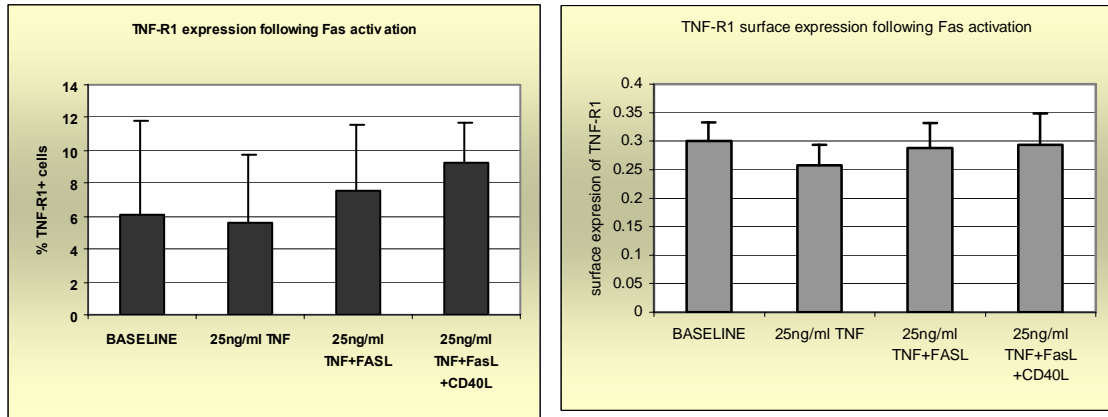 TNF-R1 expression following Fas activation
% TNF-R1+ cells
14
12
10
8
6
4
2
0
BASELINE
25ng/ml TNF
25ng/ml
TNF+FASL
25ng/ml
TNF+FasL
+CD40L
TNF-R1 surface expression following Fas activation
surface expresion of TNF-R1
0.4
0.35
0.3
0.25
0.2
0.15
0.1
0.05
0
BASELINE
25ng/ml TNF
25ng/ml
TNF+FASL
25ng/ml
TNF+FasL
+CD40L